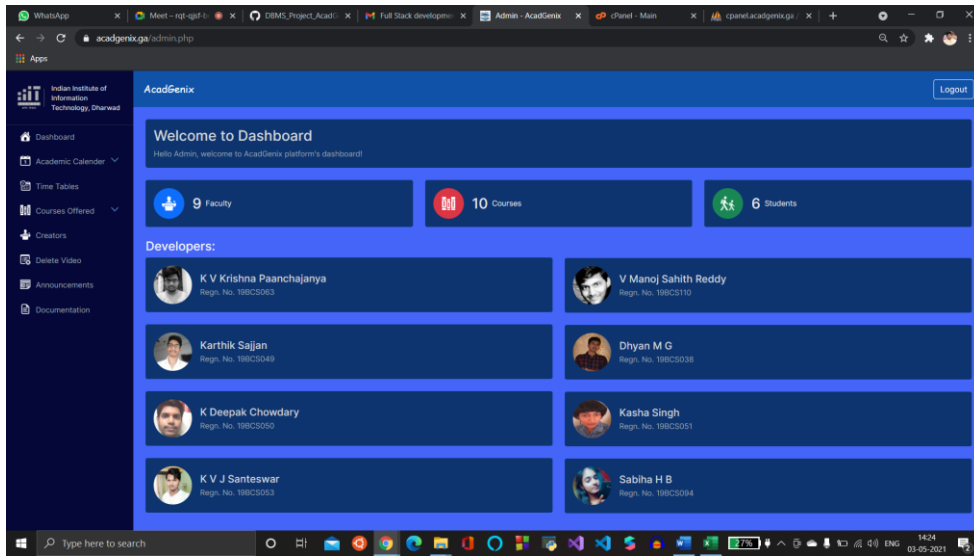 WhatsApp
Meet – rqt-qjsf-b
DBMS_Project_AcadG
Full Stack developme
Admin - AcadGenix
cPanel - Main
cpanel.acadgenix.ga /
acadgenix.ga/admin.php
Apps
Indian Institute of
Information
Technology, Dharwad
AcadGenix
Logout
Dashboard
Academic Calender
Time Tables
Courses Offered
Creators
Delete Video
Announcements
Documentation
Welcome to Dashboard
Hello Admin, welcome to AcadGenix platform's dashboard!
9 Faculty
10 Courses
6 Students
Developers:
K V Krishna Paanchajanya
Regn. No. 19BCS063
V Manoj Sahith Reddy
Regn. No. 19BCS110
Karthik Sajjan
Regn. No. 19BCS049
Dhyan M G
Regn. No. 19BCS038
K Deepak Chowdary
Regn. No. 19BCS050
Kasha Singh
Regn. No. 19BCS051
K V J Santeswar
Regn. No. 19BCS053
Sabiha H B
Regn. No. 19BCS094
Type here to search
27%
ENG
14:24
03-05-2021